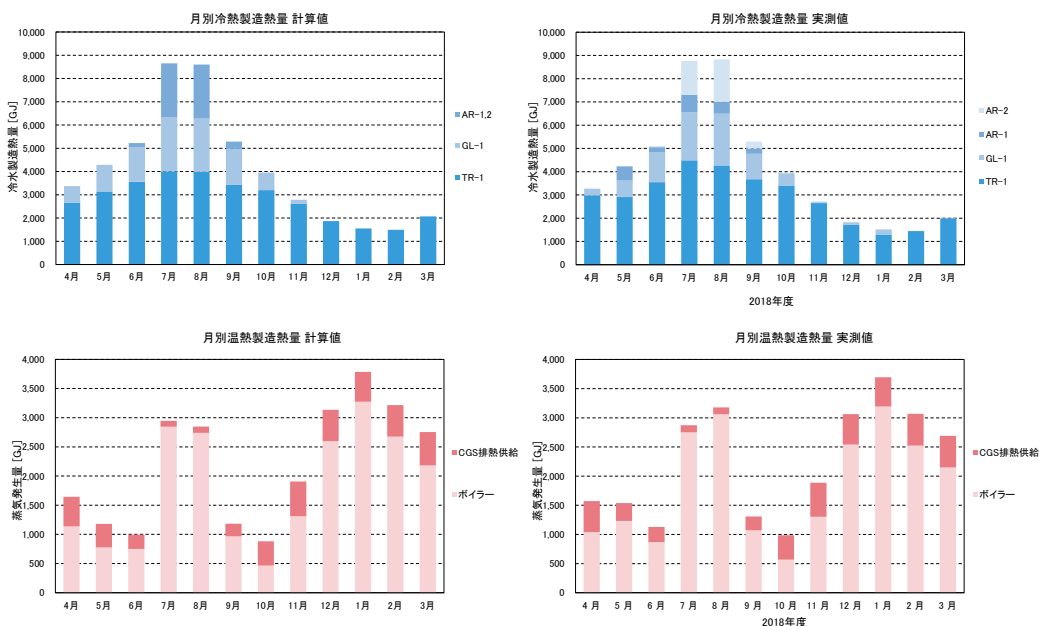 月別冷熱製造熱量 計算値
冷水製造熱量 [GJ]
10,000
9,000
8,000
7,000
6,000
5,000
4,000
3,000
2,000
1,000
0
4月 5月 6月 7月 8月 9月 10月 11月 12月 1月 2月 3月
AR-1,2
GL-1
TR-1
月別冷熱製造熱量 実測値
冷水製造熱量 [GJ]
10,000
9,000
8,000
7,000
6,000
5,000
4,000
3,000
2,000
1,000
0
4月 5月 6月 7月 8月 9月 10月 11月 12月 1月 2月 3月
2018年度
AR-2
AR-1
GL-1
TR-1
月別温熱製造熱量 計算値
蒸気発生量 [GJ]
4,000
3,500
3,000
2,500
2,000
1,500
1,000
500
0
4月 5月 6月 7月 8月 9月 10月 11月 12月 1月 2月 3月
CGS排熱供給
ボイラー
月別温熱製造熱量 実測値
蒸気発生量 [GJ]
4,000
3,500
3,000
2,500
2,000
1,500
1,000
500
0
4 月 5 月 6 月 7 月 8 月 9 月 10 月 11 月 12 月 1 月 2 月 3 月
2018年度
CGS排熱供給
ボイラー